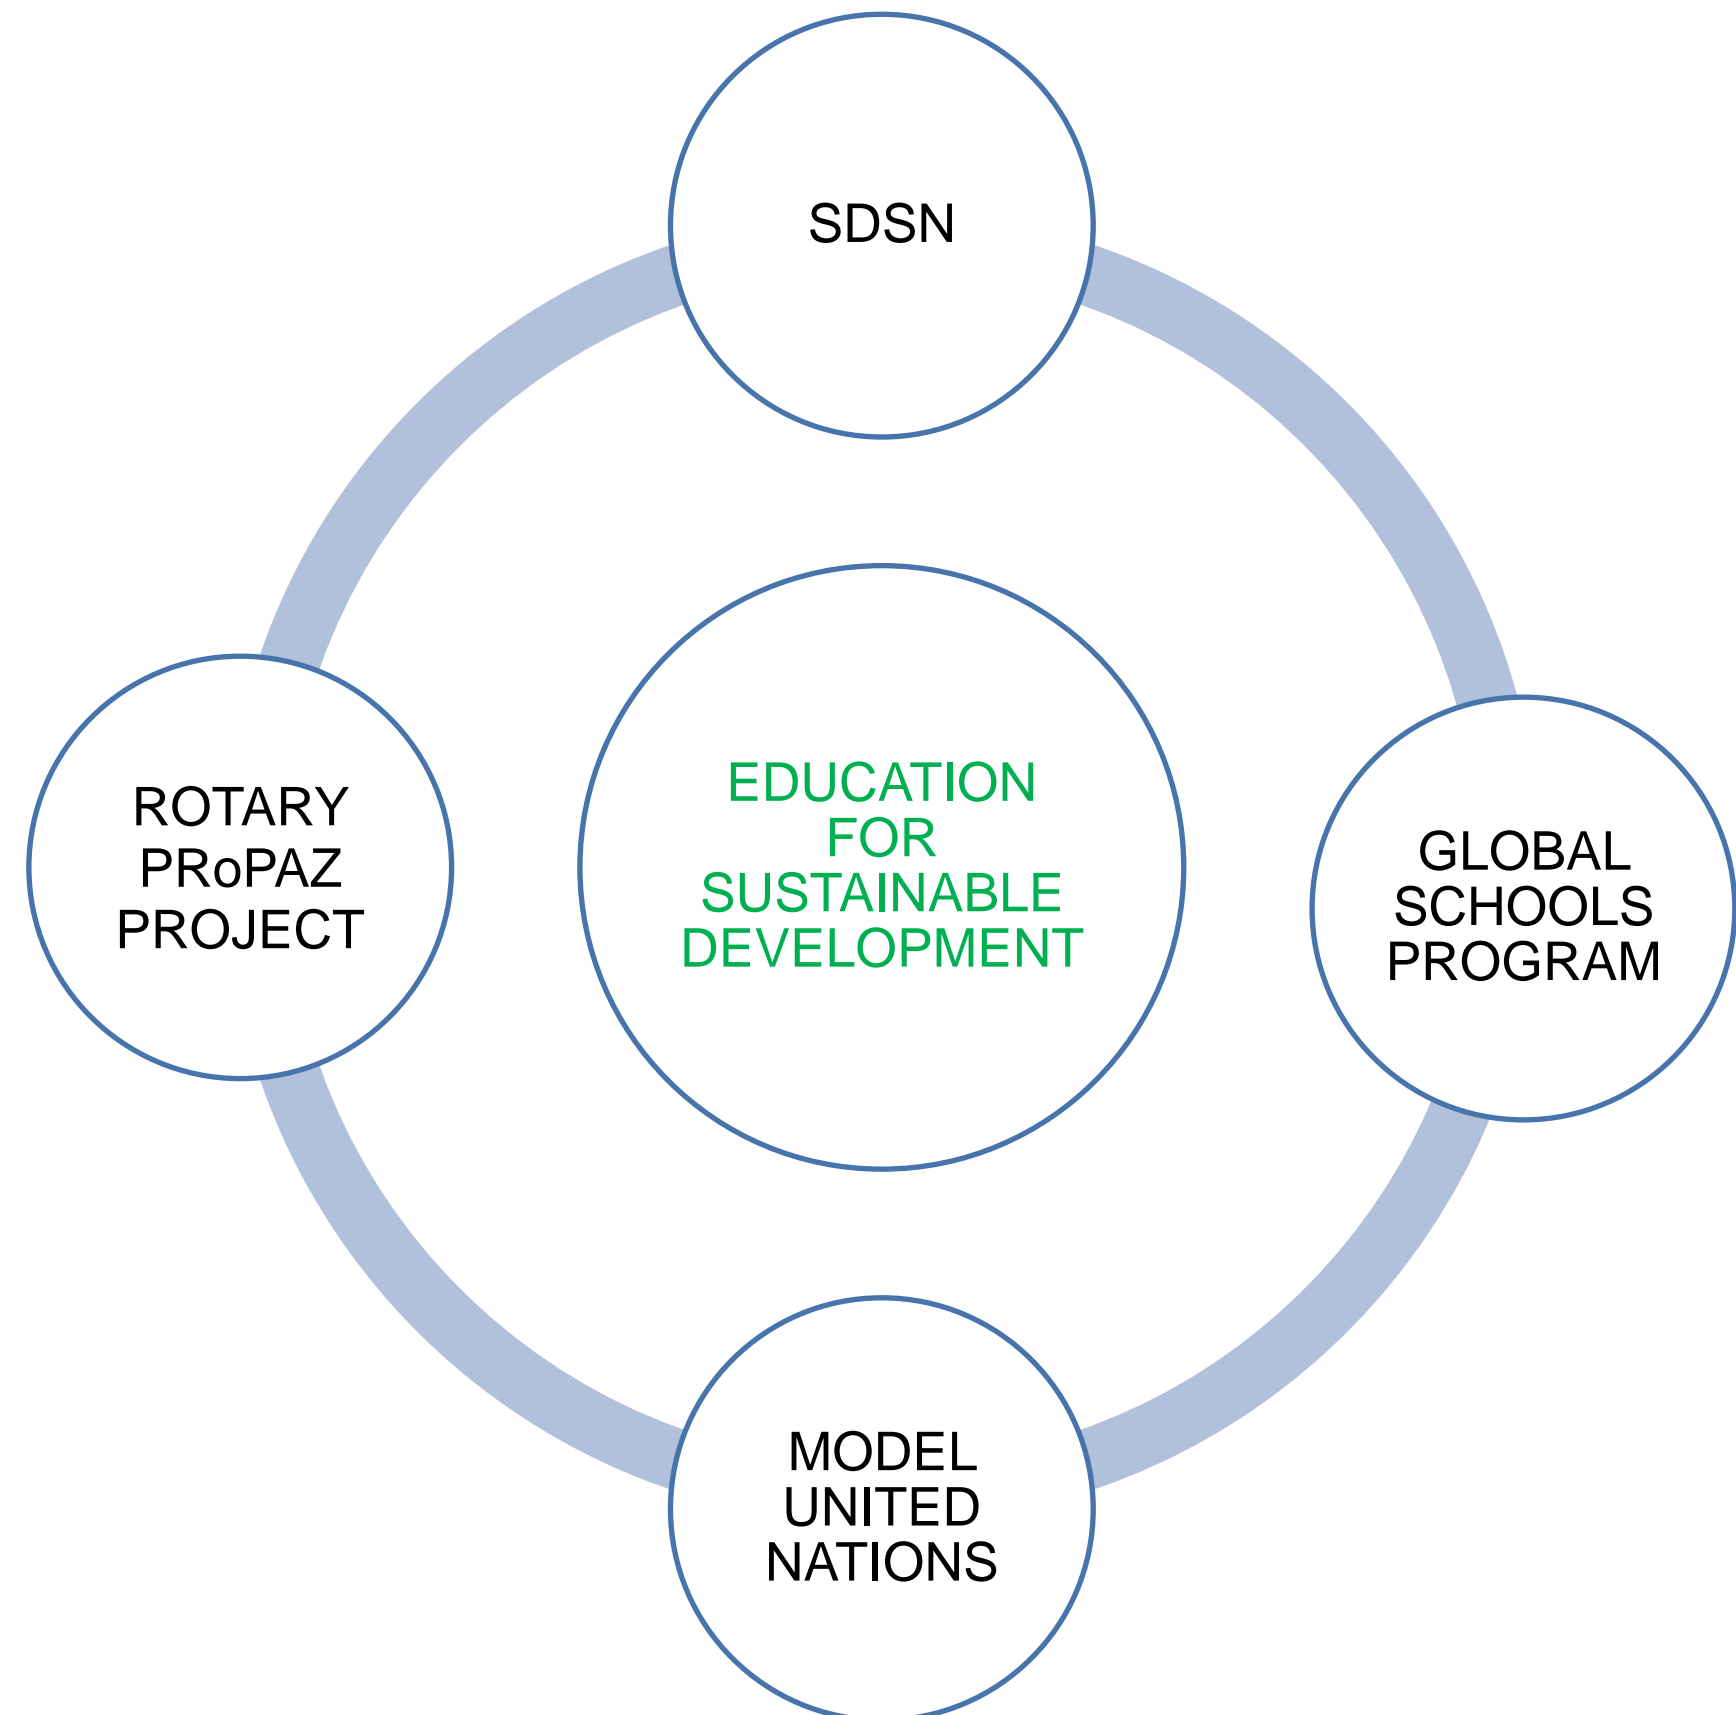 SDSN
ROTARY
PRoPAZ
PROJECT
EDUCATION
FOR
SUSTAINABLE
DEVELOPMENT
GLOBAL
SCHOOLS
PROGRAM
MODEL
UNITED
NATIONS